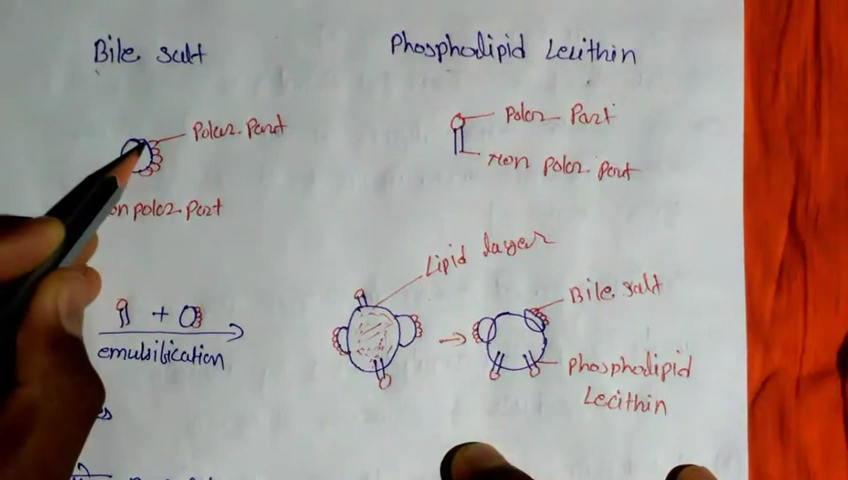 Bile salt
Phospholipid Lecithin
Polar Part
Polar Part
non polar part
non polar part
Lipid layer
+
Bile salt
emulsification
phospholipid
Lecithin